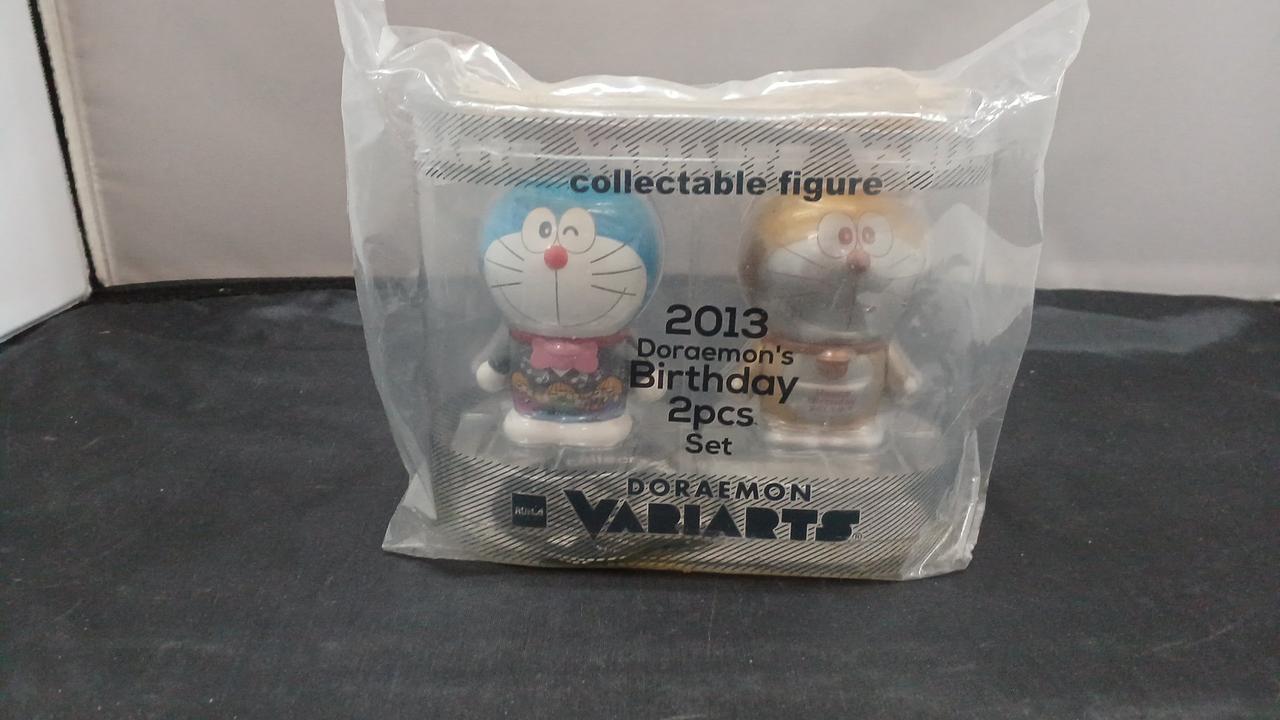 collectable figure
2013
Doraemon's
Birthday
2pcs
Set
DORAEMON
VARIARTS®